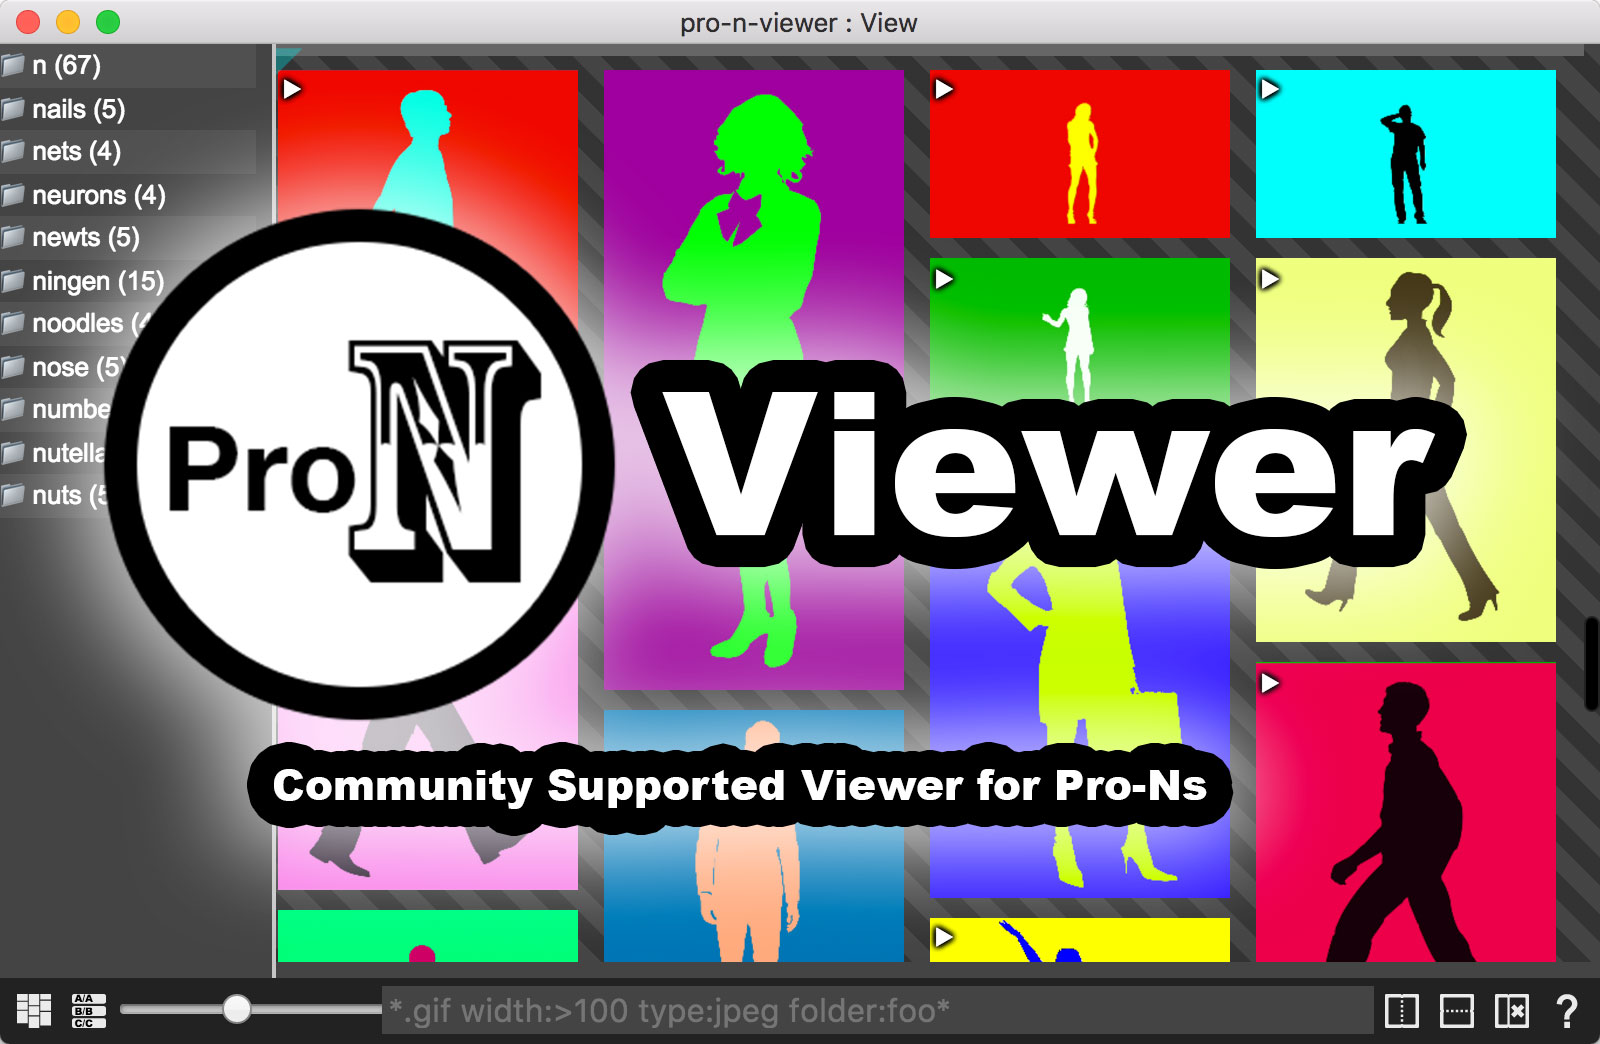 pro-n-viewer : View
n (67)
nails (5)
nets (4)
neurons (4)
newts (5)
ningen (15)
noodles (4
nose (5)
numbe
nutella
nuts (5
Pro N
Viewer
Community Supported Viewer for Pro-Ns
A/A
B/B
C/C
*.gif width:>100 type:jpeg folder:foo*
?